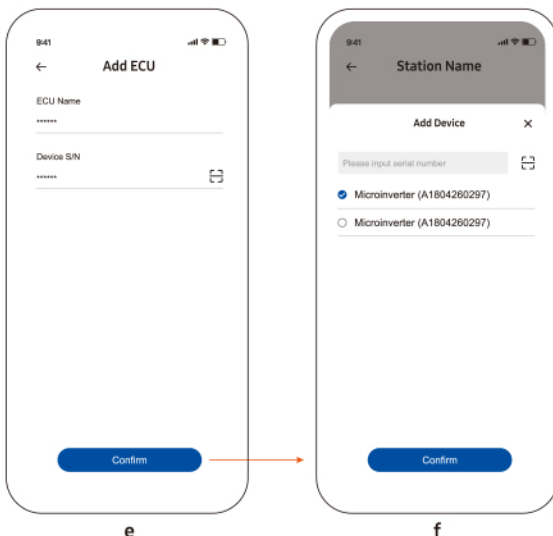 9:41
Add ECU
ECU Name
******
Device S/N
******
Confirm
e
9:41
Station Name
Add Device
Please input serial number
Microinverter (A1804260297)
Microinverter (A1804260297)
Confirm
f